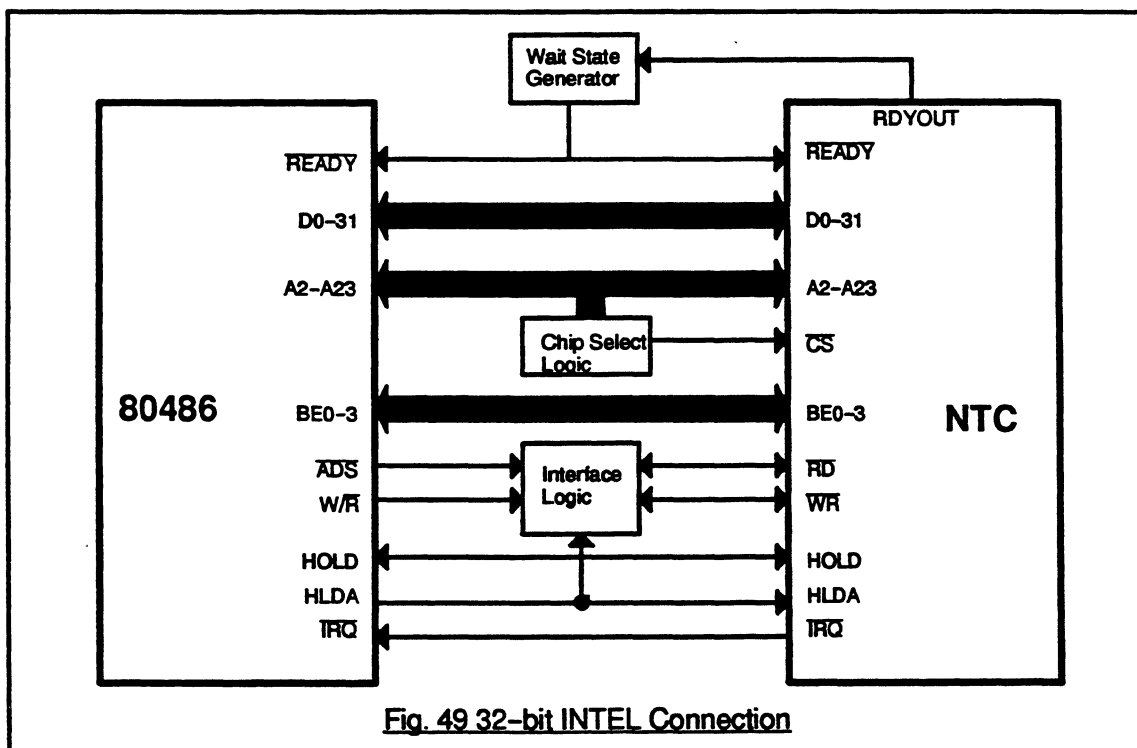 Wait State
Generator
RDYOUT
READY
READY
D0-31
D0-31
A2-A23
A2-A23
Chip Select
Logic
CS
80486
BE0-3
BE0-3
NTC
ADS
Interface
Logic
RD
W/R
WR
HOLD
HOLD
HLDA
HLDA
IRQ
IRQ
Fig. 49 32-bit INTEL Connection